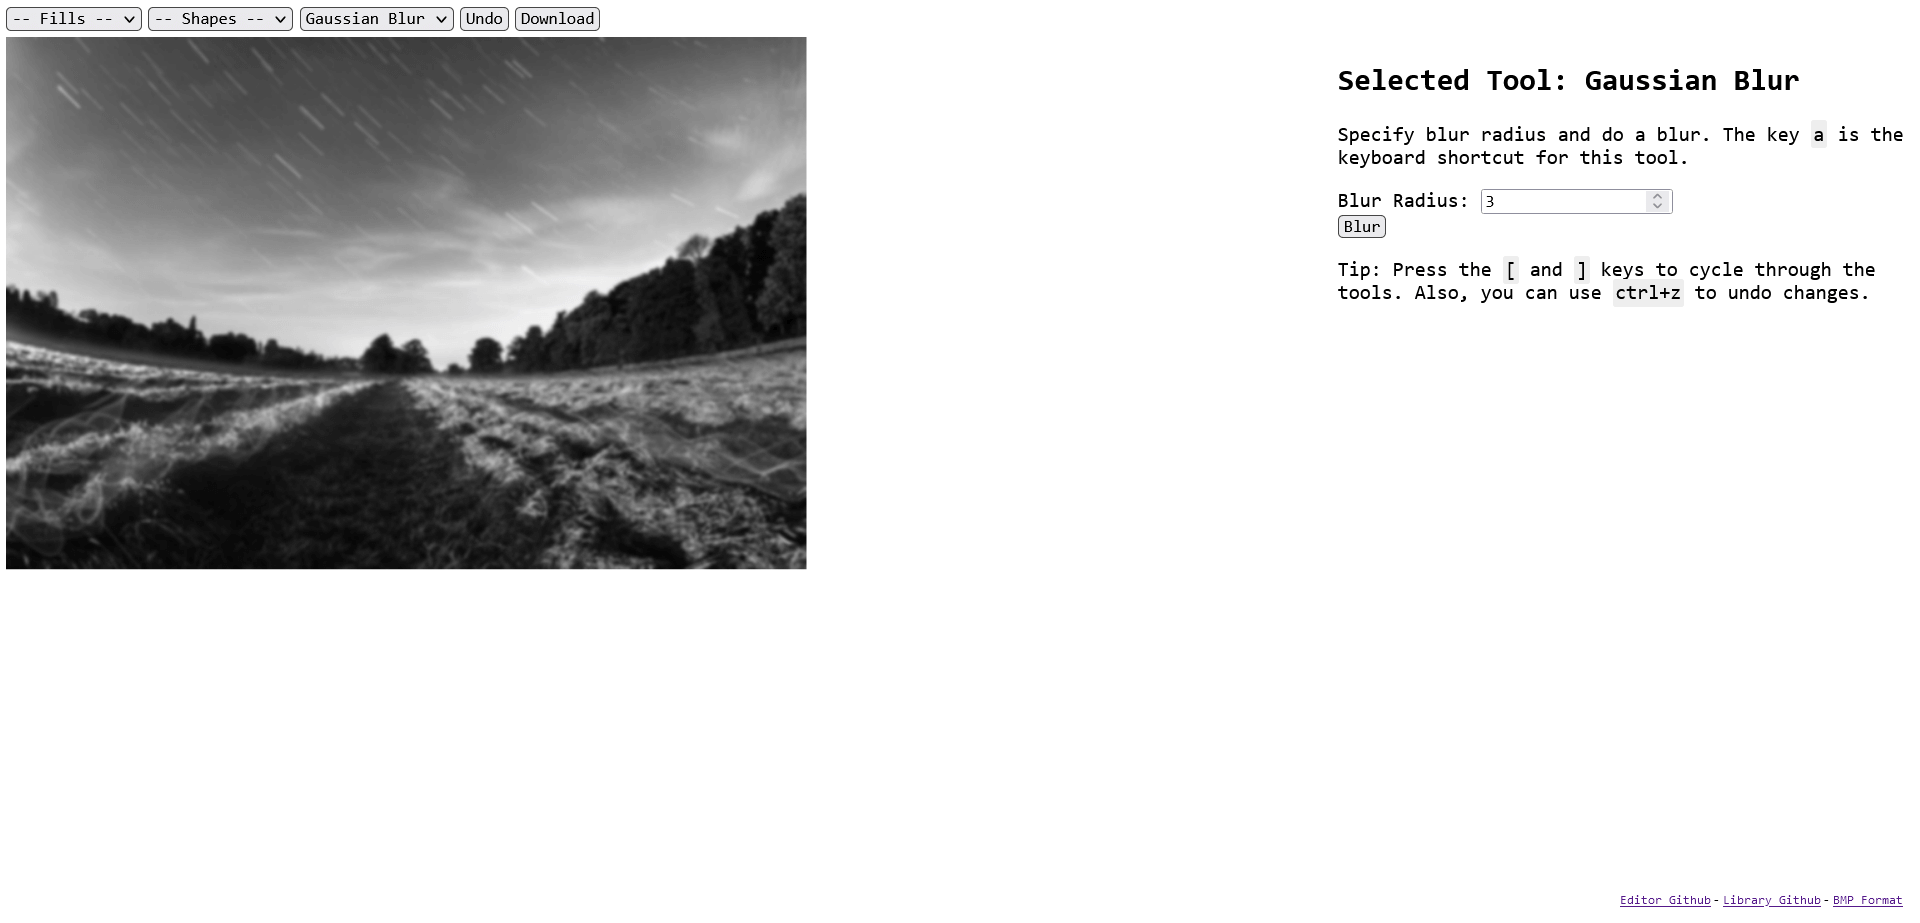 -- Fills -- -- Shapes -- Gaussian Blur Undo Download
Selected Tool: Gaussian Blur
Specify blur radius and do a blur. The key a is the
keyboard shortcut for this tool.
Blur Radius: 3
Blur
Tip: Press the [ and ] keys to cycle through the
tools. Also, you can use ctrl+z to undo changes.
Editor Github - Library Github - BMP Format